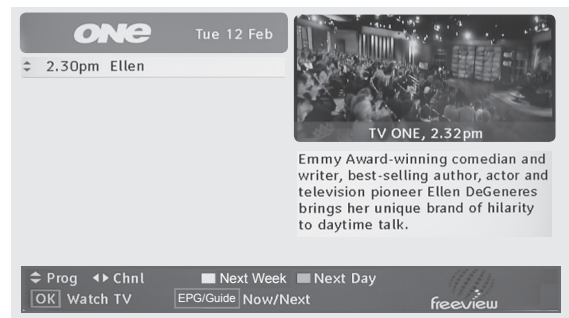 ONE Tue 12 Feb
2.30pm Ellen
TV ONE, 2.32pm
Emmy Award-winning comedian and
writer, best-selling author, actor and
television pioneer Ellen DeGeneres
brings her unique brand of hilarity
to daytime talk.
Prog Chnl Next Week Next Day
OK Watch TV EPG/Guide Now/Next
freeview